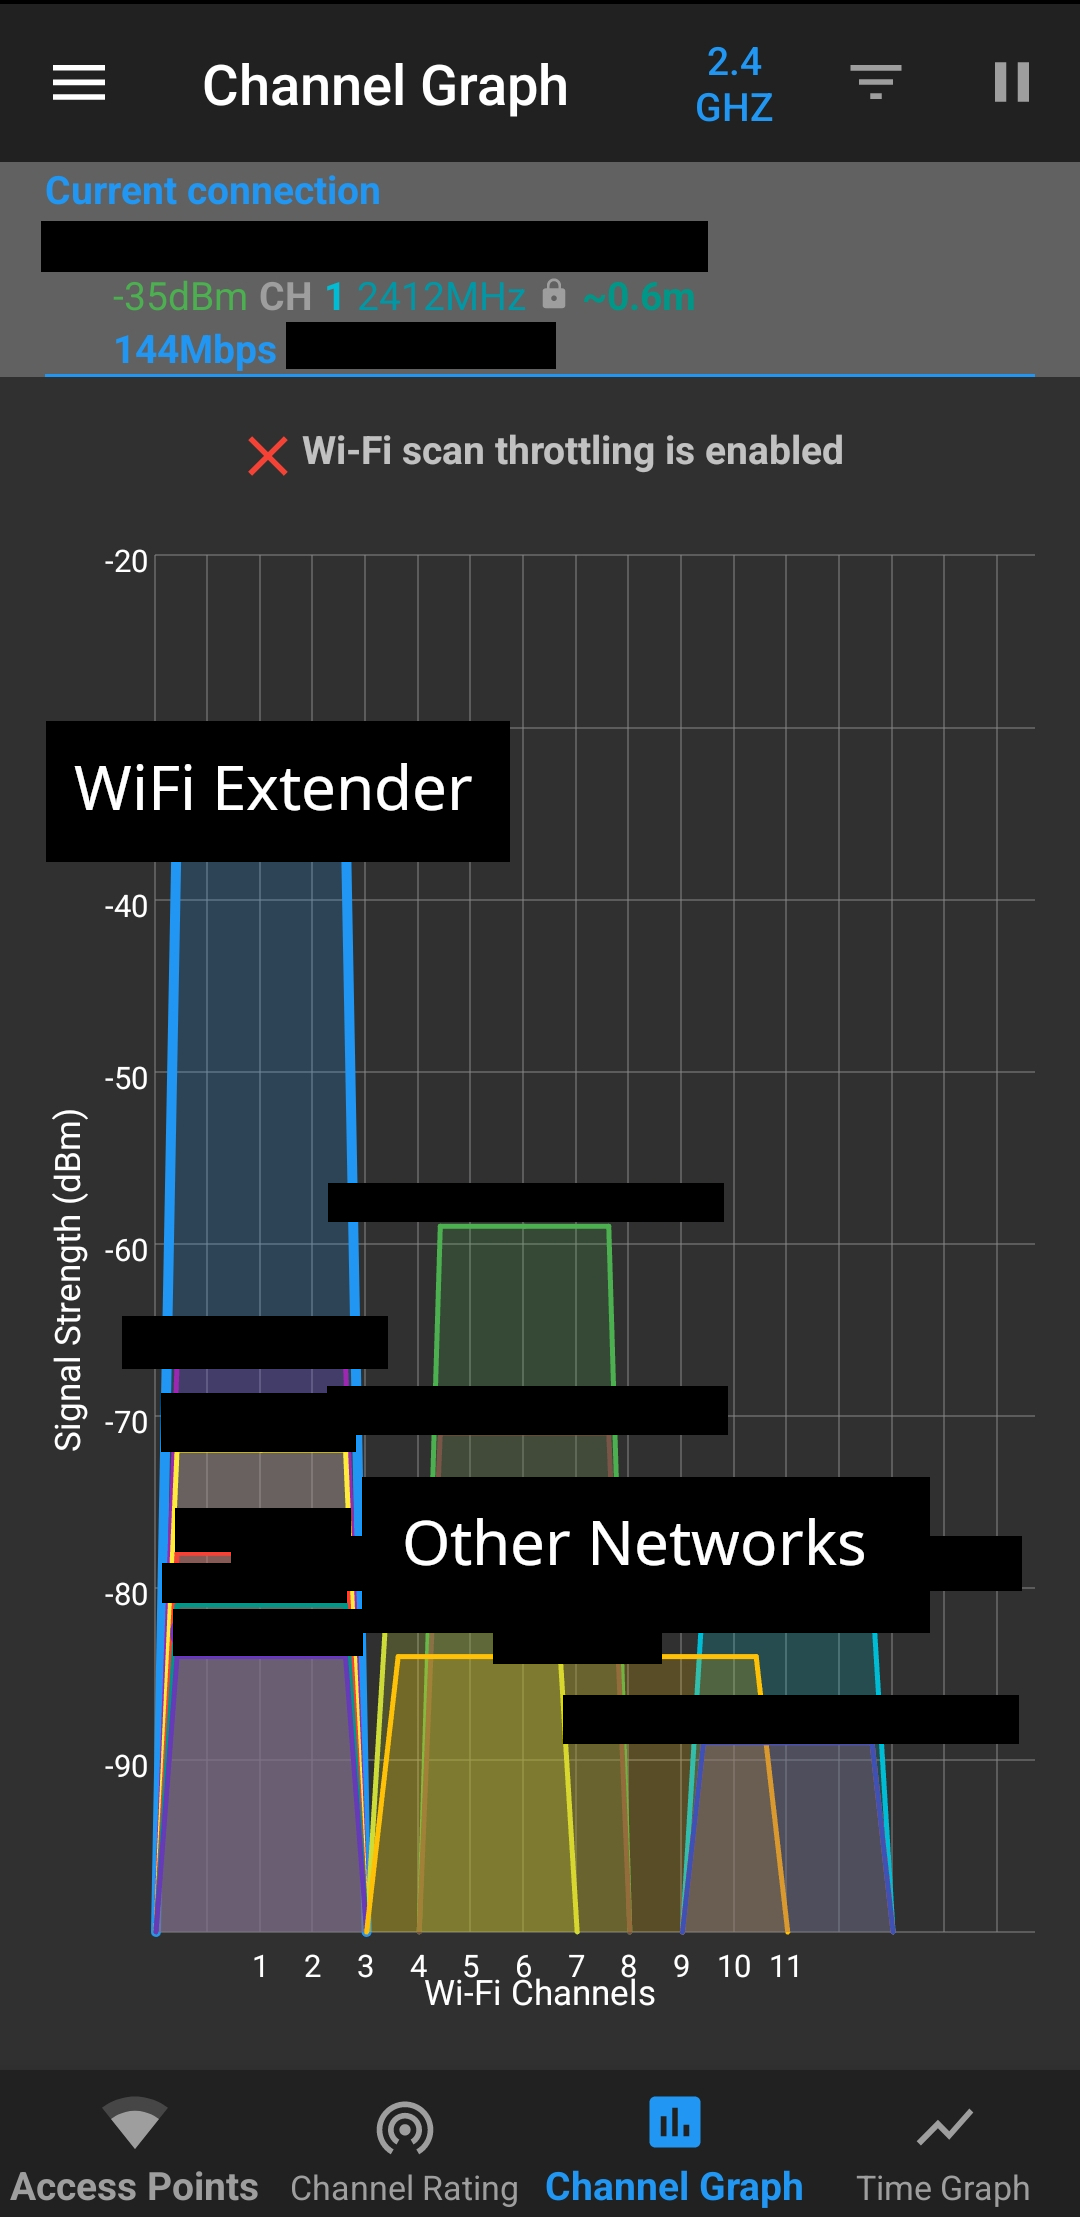 Channel Graph
2.4
GHZ
Current connection
-35dBm CH 1 2412MHz ~0.6m
144Mbps
Wi-Fi scan throttling is enabled
-20
WiFi Extender
-40
-50
Signal Strength (dBm)
-60
-70
Other Networks
-80
-90
1 2 3 4 5 6 7 8 9 10 11
Wi-Fi Channels
Access Points
Channel Rating
Channel Graph
Time Graph